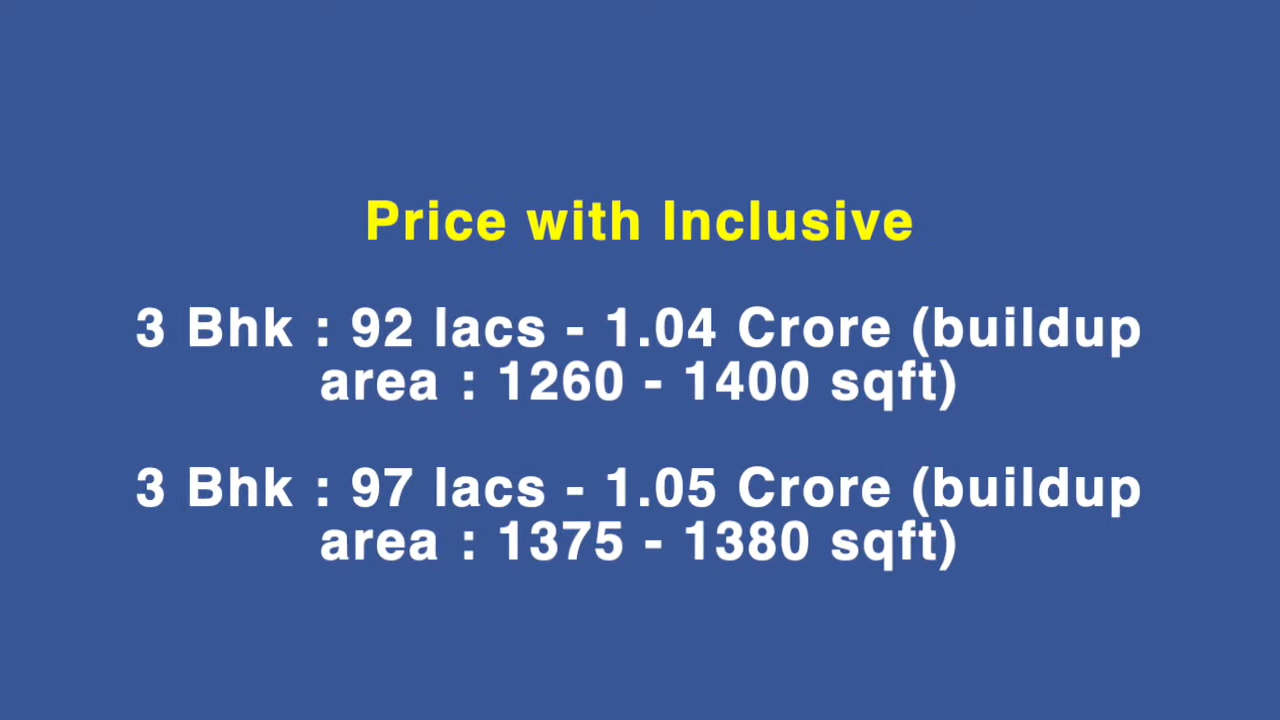 Price with Inclusive
3 Bhk : 92 lacs - 1.04 Crore (buildup
area : 1260 - 1400 sqft)
3 Bhk : 97 lacs - 1.05 Crore (buildup
area : 1375 - 1380 sqft)